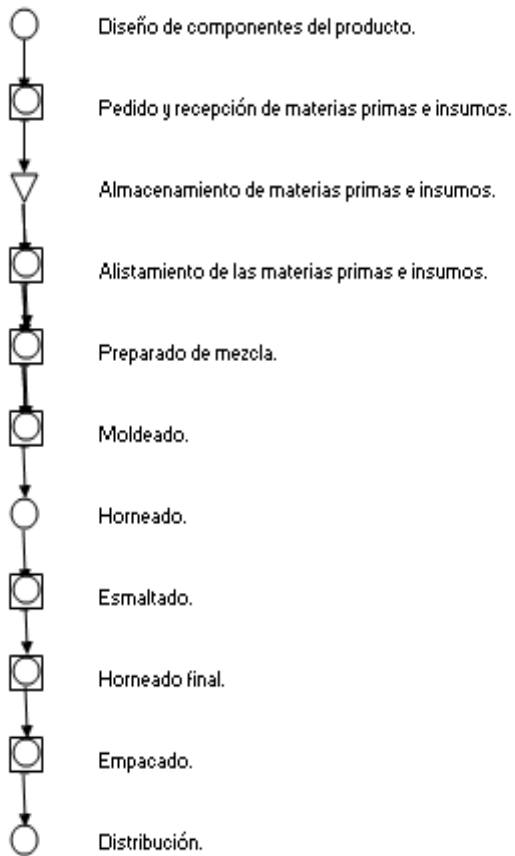 Diseño de componentes del producto.
Pedido y recepción de materias primas e insumos.
Almacenamiento de materias primas e insumos.
Alistamiento de las materias primas e insumos.
Preparado de mezcla.
Moldeado.
Horneado.
Esmaltado.
Horneado final.
Empacado.
Distribución.